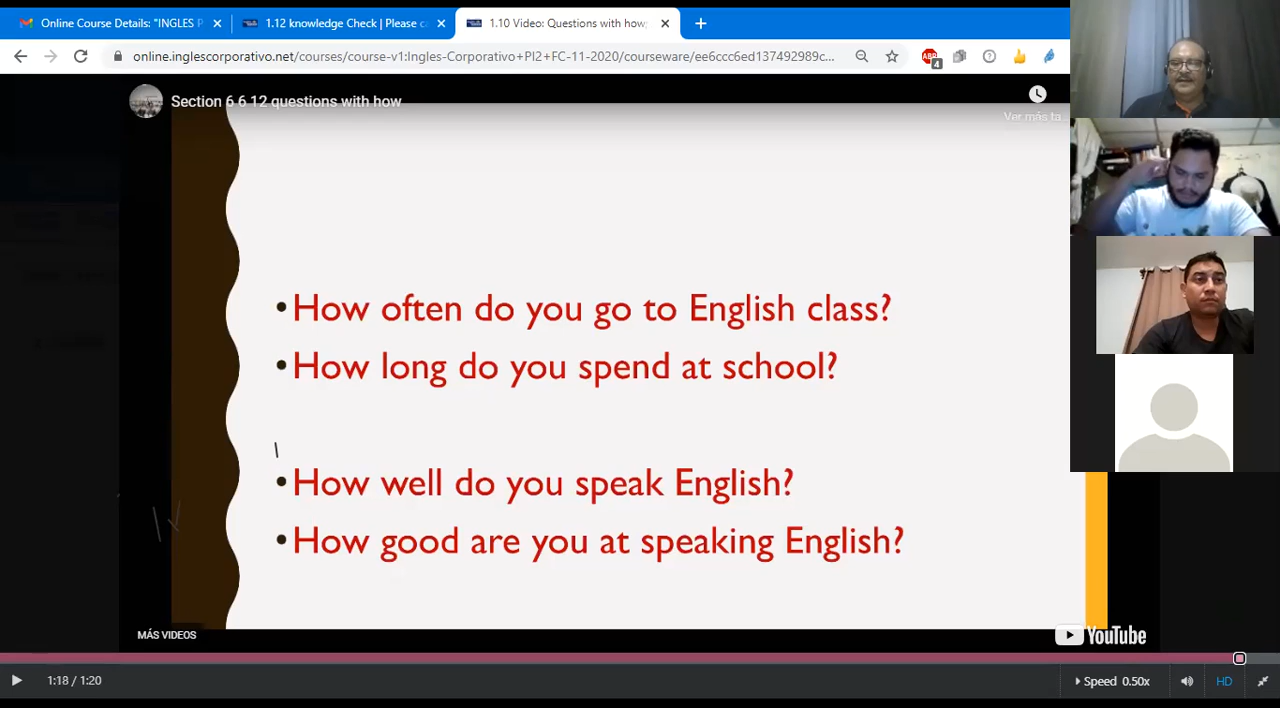 Online Course Details: "INGLES P
1.12 knowledge Check | Please ca
1.10 Video: Questions with how;
online.inglescorporativo.net/courses/course-v1:Ingles-Corporativo+PI2+FC-11-2020/courseware/ee6ccc6ed137492989c...
ABP
4
Section 6 6 12 questions with how
Ver más ta...
•How often do you go to English class?
•How long do you spend at school?
•How well do you speak English?
•How good are you at speaking English?
MÁS VIDEOS
YouTube
1:18 / 1:20
Speed 0.50x
HD